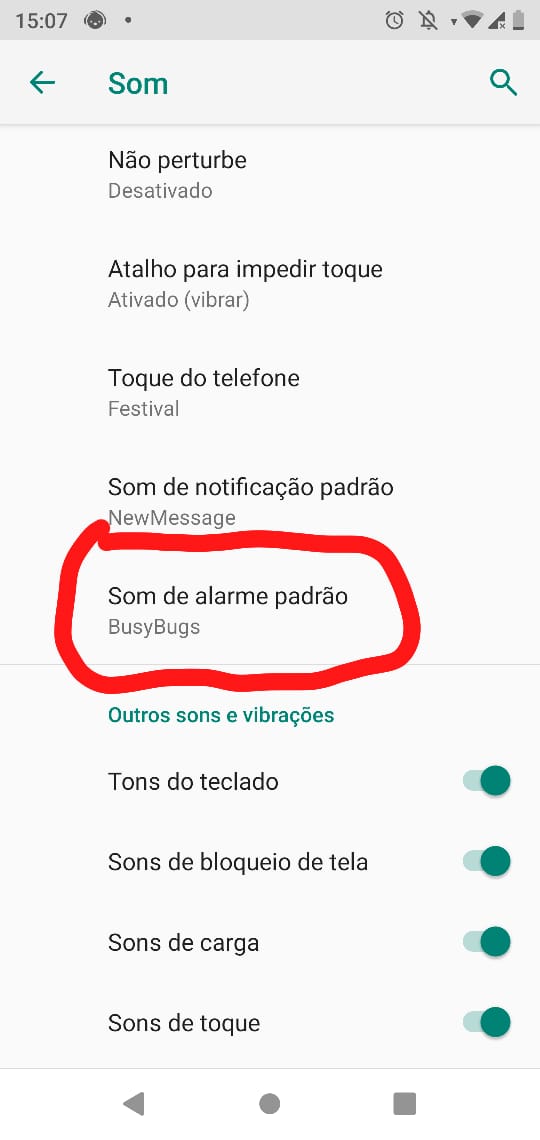 15:07
Som
Não perturbe
Desativado
Atalho para impedir toque
Ativado (vibrar)
Toque do telefone
Festival
Som de notificação padrão
NewMessage
Som de alarme padrão
BusyBugs
Outros sons e vibrações
Tons do teclado
Sons de bloqueio de tela
Sons de carga
Sons de toque